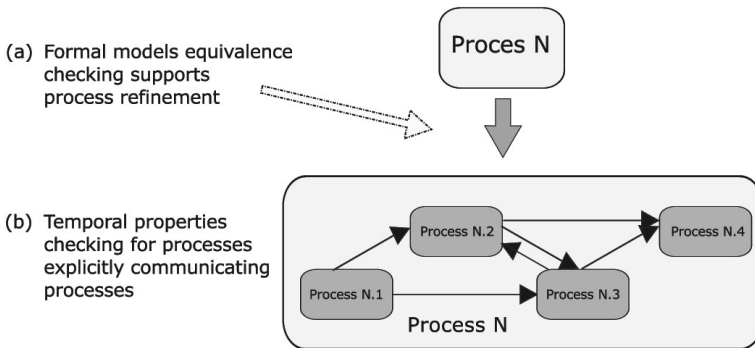 (a) Formal models equivalence
checking supports
process refinement
Proces N
(b) Temporal properties
checking for processes
explicitly communicating
processes
Process N.2
Process N.4
Process N.1
Process N.3
Process N